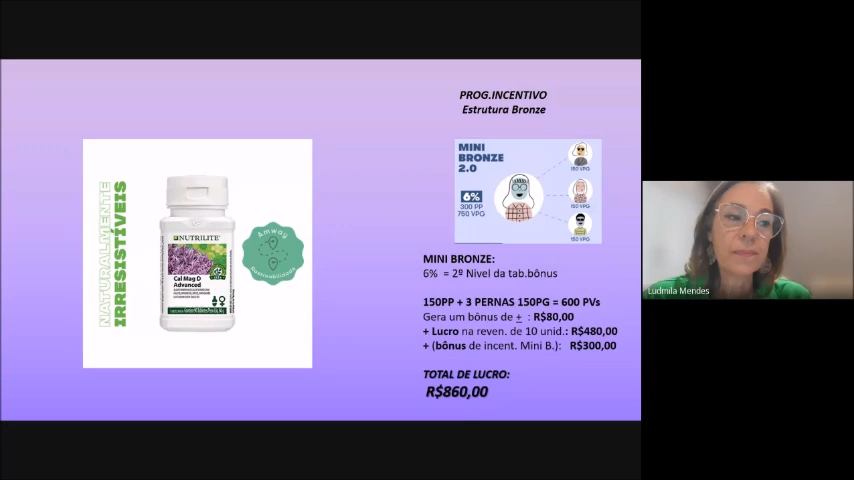 PROG.INCENTIVO
Estrutura Bronze
NATURALMENTE
IRRESISTÍVEIS
NUTRILITE
Cal Mag D
Advanced
Amway
Sustentabilidade
MINI
BRONZE
2.0
6%
300 PP
750 VPG
150 VPG
150 VPG
150 VPG
MINI BRONZE:
6% = 2º Nivel da tab.bônus
150PP + 3 PERNAS 150PG = 600 PVs
Gera um bônus de + : R$80,00
+ Lucro na reven. de 10 unid.: R$480,00
+ (bônus de incent. Mini B.): R$300,00
TOTAL DE LUCRO:
R$860,00
Ludmila Mendes